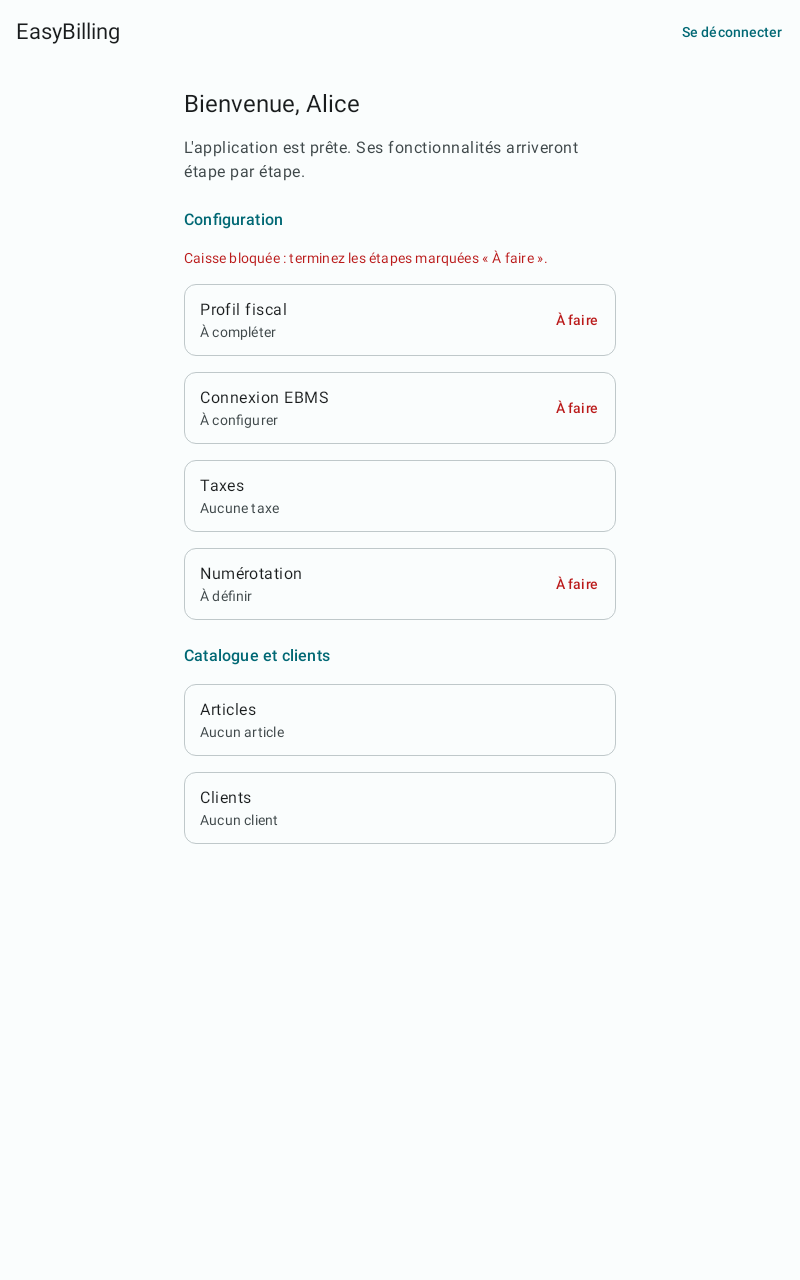 EasyBilling
Se déconnecter
Bienvenue, Alice
L'application est prête. Ses fonctionnalités arriveront
étape par étape.
Configuration
Caisse bloquée : terminez les étapes marquées « À faire ».
Profil fiscal
À compléter
À faire
Connexion EBMS
À configurer
À faire
Taxes
Aucune taxe
Numérotation
À définir
À faire
Catalogue et clients
Articles
Aucun article
Clients
Aucun client